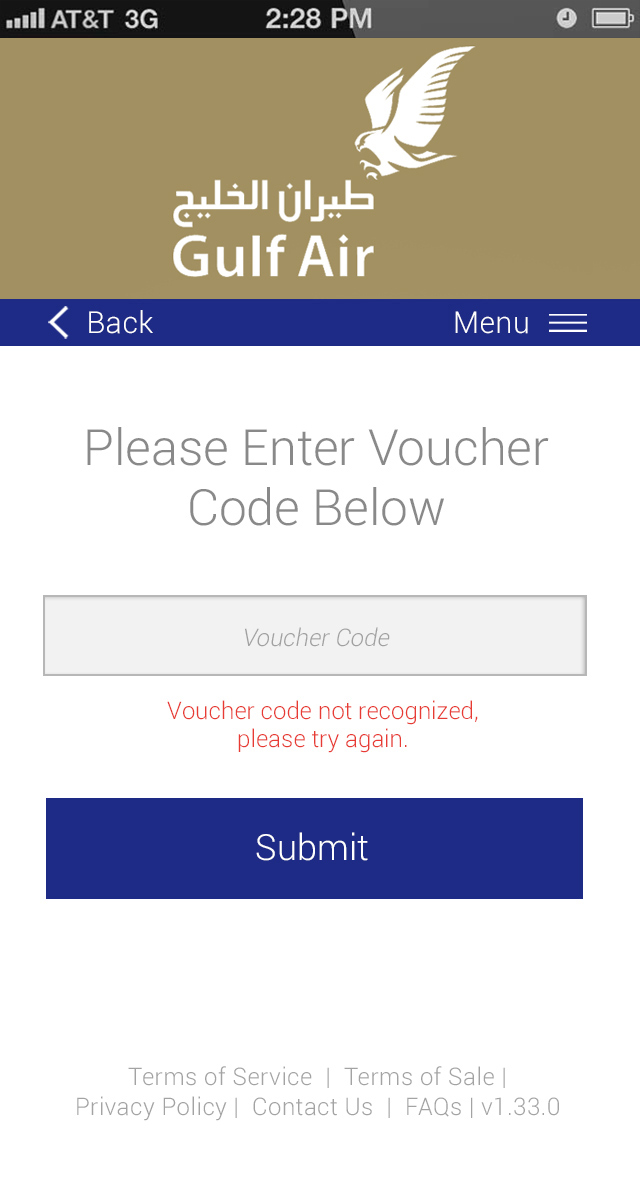 AT&T 3G 2:28 PM
طيران الخليج
Gulf Air
Back Menu
Please Enter Voucher
Code Below
Voucher Code
Voucher code not recognized,
please try again.
Submit
Terms of Service | Terms of Sale |
Privacy Policy | Contact Us | FAQs | v1.33.0